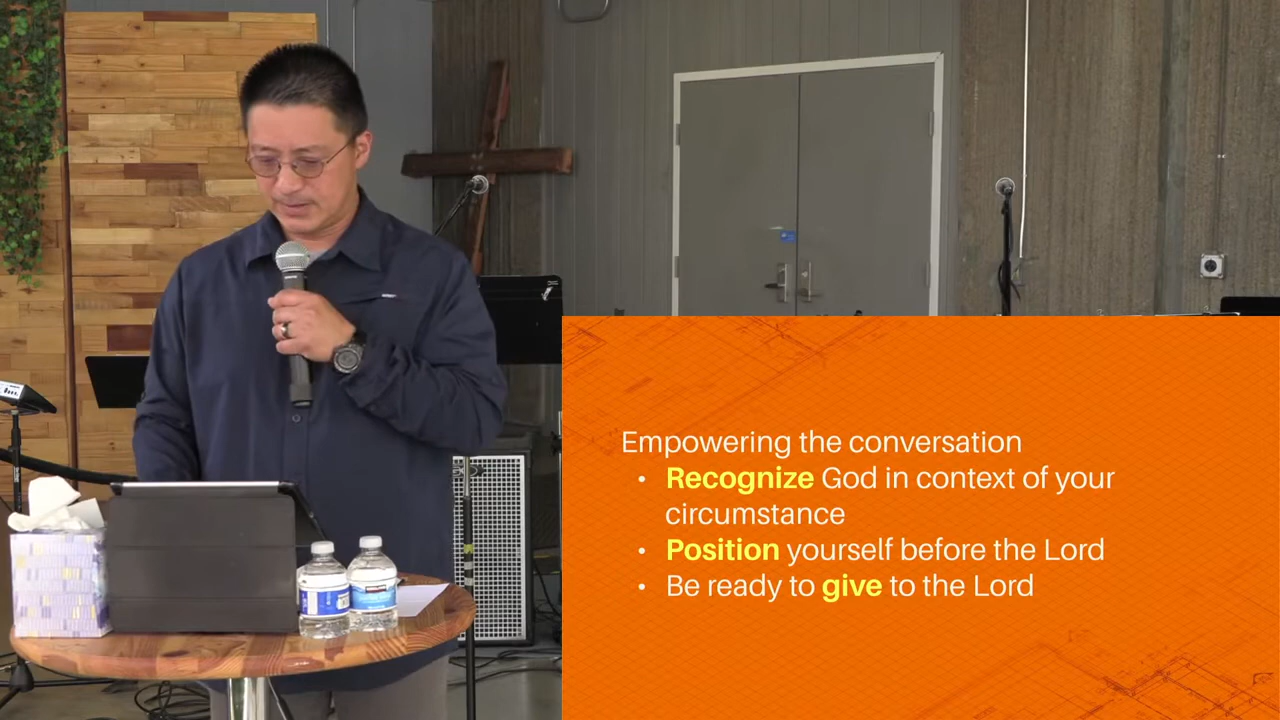 Empowering the conversation
• Recognize God in context of your
circumstance
• Position yourself before the Lord
• Be ready to give to the Lord